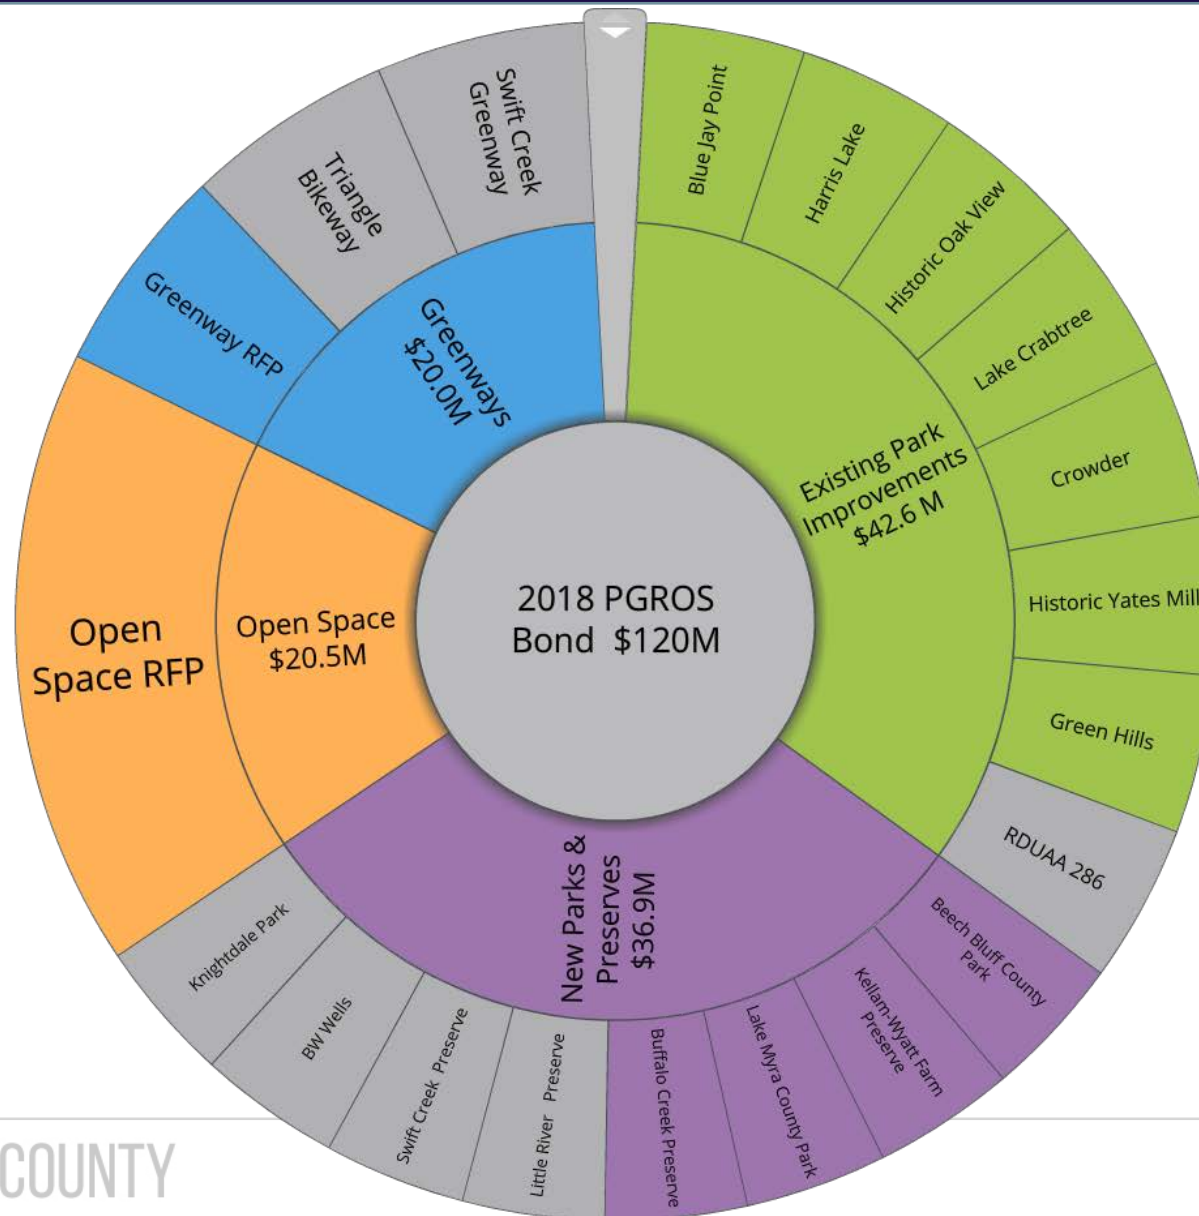 2018 PGROS
Bond $120M
Existing Park
Improvements
$42.6 M
Blue Jay Point
Harris Lake
Historic Oak View
Lake Crabtree
Crowder
Historic Yates Mill
Green Hills
RDUAA 286
New Parks &
Preserves
$36.9M
Beech Bluff County
Park
Kellam-Wyatt Farm
Preserve
Lake Myra County Park
Buffalo Creek Preserve
Little River Preserve
Swift Creek Preserve
BW Wells
Knightdale Park
Open Space
$20.5M
Open
Space RFP
Greenways
$20.0M
Greenway RFP
Triangle
Bikeway
Swift Creek
Greenway
COUNTY